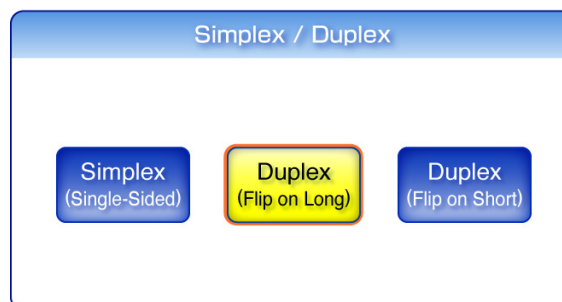 Simplex / Duplex
Simplex
(Single-Sided)
Duplex
(Flip on Long)
Duplex
(Flip on Short)